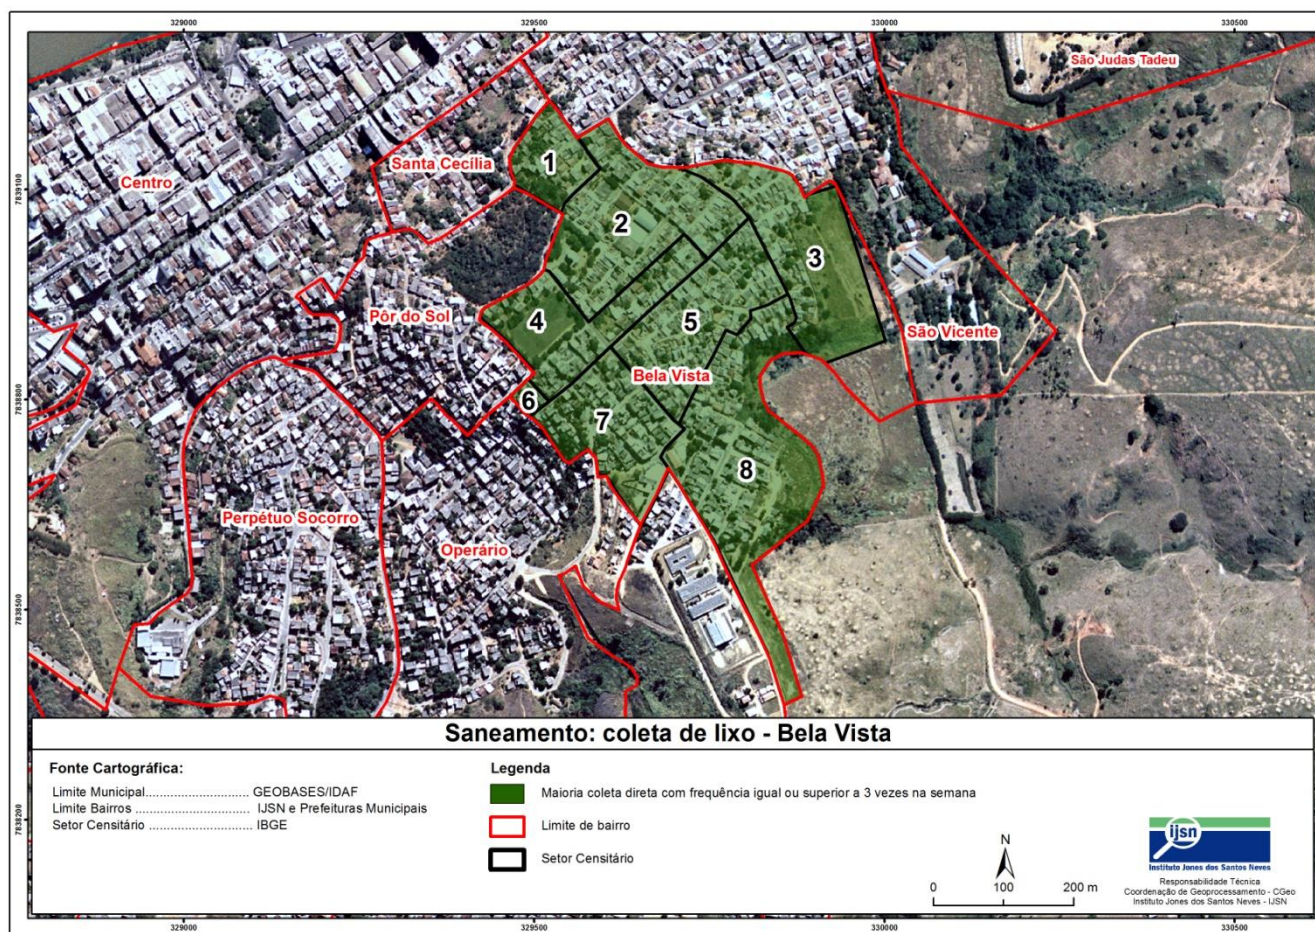 329000 329500 330000 330500
São Judas Tadeu
Santa Cecília
Centro
1
2
3
7839100
Pôr do Sol
4
5
São Vicente
Bela Vista
6
7
7838800
8
Perpétuo Socorro
Operário
7838500
Saneamento: coleta de lixo - Bela Vista
Fonte Cartográfica:
Limite Municipal............................ GEOBASES/IDAF
Limite Bairros .............................. IJSN e Prefeituras Municipais
Setor Censitário ........................... IBGE
Legenda
Maioria coleta direta com frequência igual ou superior a 3 vezes na semana
Limite de bairro
Setor Censitário
7838200
N
0 100 200 m
ijsn
Instituto Jones dos Santos Neves
Responsabilidade Técnica
Coordenação de Geoprocessamento - CGeo
Instituto Jones dos Santos Neves - IJSN
329000 329500 330000 330500